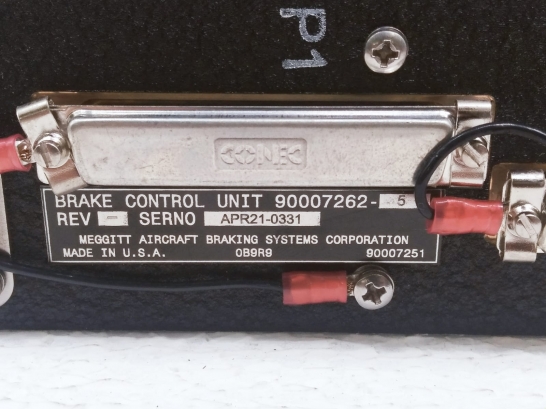 P1
CONEC
BRAKE CONTROL UNIT 90007262- 5
REV - SERNO APR21-0331
MEGGITT AIRCRAFT BRAKING SYSTEMS CORPORATION
MADE IN U.S.A. 0B9R9 90007251